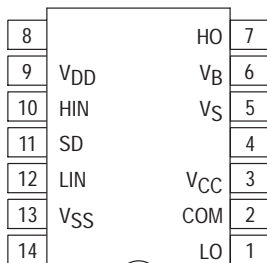 8 HO 7
9 VDD VB 6
10 HIN VS 5
11 SD 4
12 LIN VCC 3
13 VSS COM 2
14 LO 1